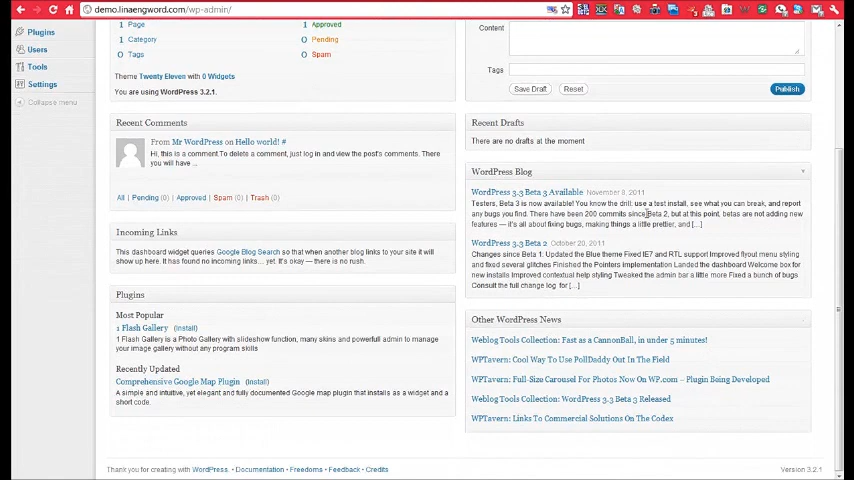 demo.linaengword.com/wp-admin/
Plugins
Users
Tools
Settings
Collapse menu
1 Page
1 Approved
1 Category
0 Pending
0 Tags
0 Spam
Theme Twenty Eleven with 0 Widgets
You are using WordPress 3.2.1.
Content
Tags
Save Draft
Reset
Publish
Recent Comments
From Mr WordPress on Hello world! #
Hi, this is a comment.To delete a comment, just log in and view the post's comments. There
you will have ...
All | Pending (0) | Approved | Spam (0) | Trash (0)
Incoming Links
This dashboard widget queries Google Blog Search so that when another blog links to your site it will
show up here. It has found no incoming links… yet. It's okay — there is no rush.
Plugins
Most Popular
1 Flash Gallery (Install)
1 Flash Gallery is a Photo Gallery with slideshow function, many skins and powerfull admin to manage
your image gallery without any program skills
Recently Updated
Comprehensive Google Map Plugin (Install)
A simple and intuitive, yet elegant and fully documented Google map plugin that installs as a widget and a
short code.
Recent Drafts
There are no drafts at the moment
WordPress Blog
WordPress 3.3 Beta 3 Available November 9, 2011
Testers, Beta 3 is now available! You know the drill: use a test install, see what you can break, and report
any bugs you find. There have been 200 commits since Beta 2, but at this point, betas are not adding new
features — it's all about fixing bugs, making things a little prettier, and […]
WordPress 3.3 Beta 2 October 20, 2011
Changes since Beta 1: Updated the Blue theme Fixed IE7 and RTL support Improved flyout menu styling
and fixed several glitches Finished the Pointers implementation Landed the dashboard Welcome box for
new installs Improved contextual help styling Tweaked the admin bar a little more Fixed a bunch of bugs
Consult the full change log for […]
Other WordPress News
Weblog Tools Collection: Fast as a CannonBall, in under 5 minutes!
WPTavern: Cool Way To Use PollDaddy Out In The Field
WPTavern: Full-Size Carousel For Photos Now On WP.com – Plugin Being Developed
Weblog Tools Collection: WordPress 3.3 Beta 3 Released
WPTavern: Links To Commercial Solutions On The Codex
Thank you for creating with WordPress. • Documentation • Freedoms • Feedback • Credits
Version 3.2.1